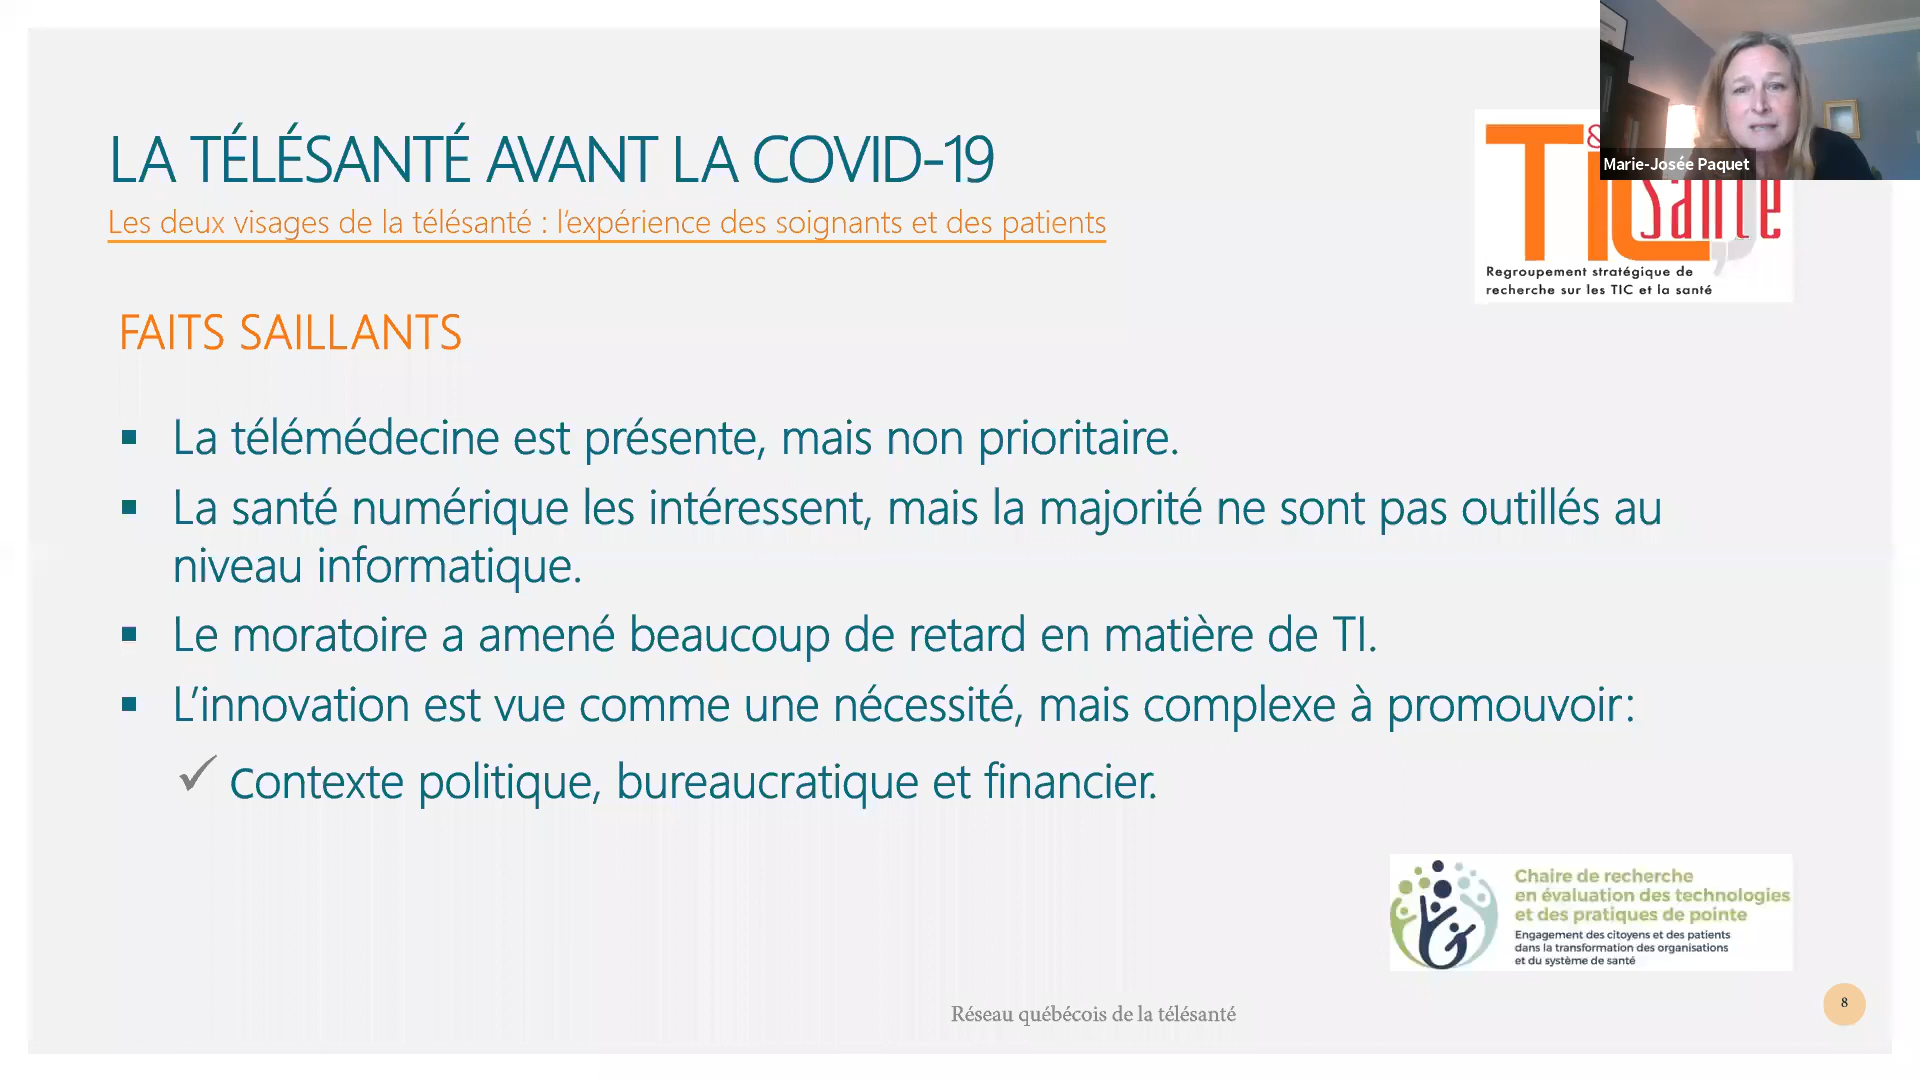 LA TÉLÉSANTÉ AVANT LA COVID-19
Les deux visages de la télésanté : l'expérience des soignants et des patients
Marie-Josée Paquet
TIC
&
santé
Regroupement stratégique de
recherche sur les TIC et la santé
FAITS SAILLANTS
La télémédecine est présente, mais non prioritaire.
La santé numérique les intéressent, mais la majorité ne sont pas outillés au
niveau informatique.
Le moratoire a amené beaucoup de retard en matière de TI.
L'innovation est vue comme une nécessité, mais complexe à promouvoir:
Contexte politique, bureaucratique et financier.
Chaire de recherche
en évaluation des technologies
et des pratiques de pointe
Engagement des citoyens et des patients
dans la transformation des organisations
et du système de santé
Réseau québécois de la télésanté
8